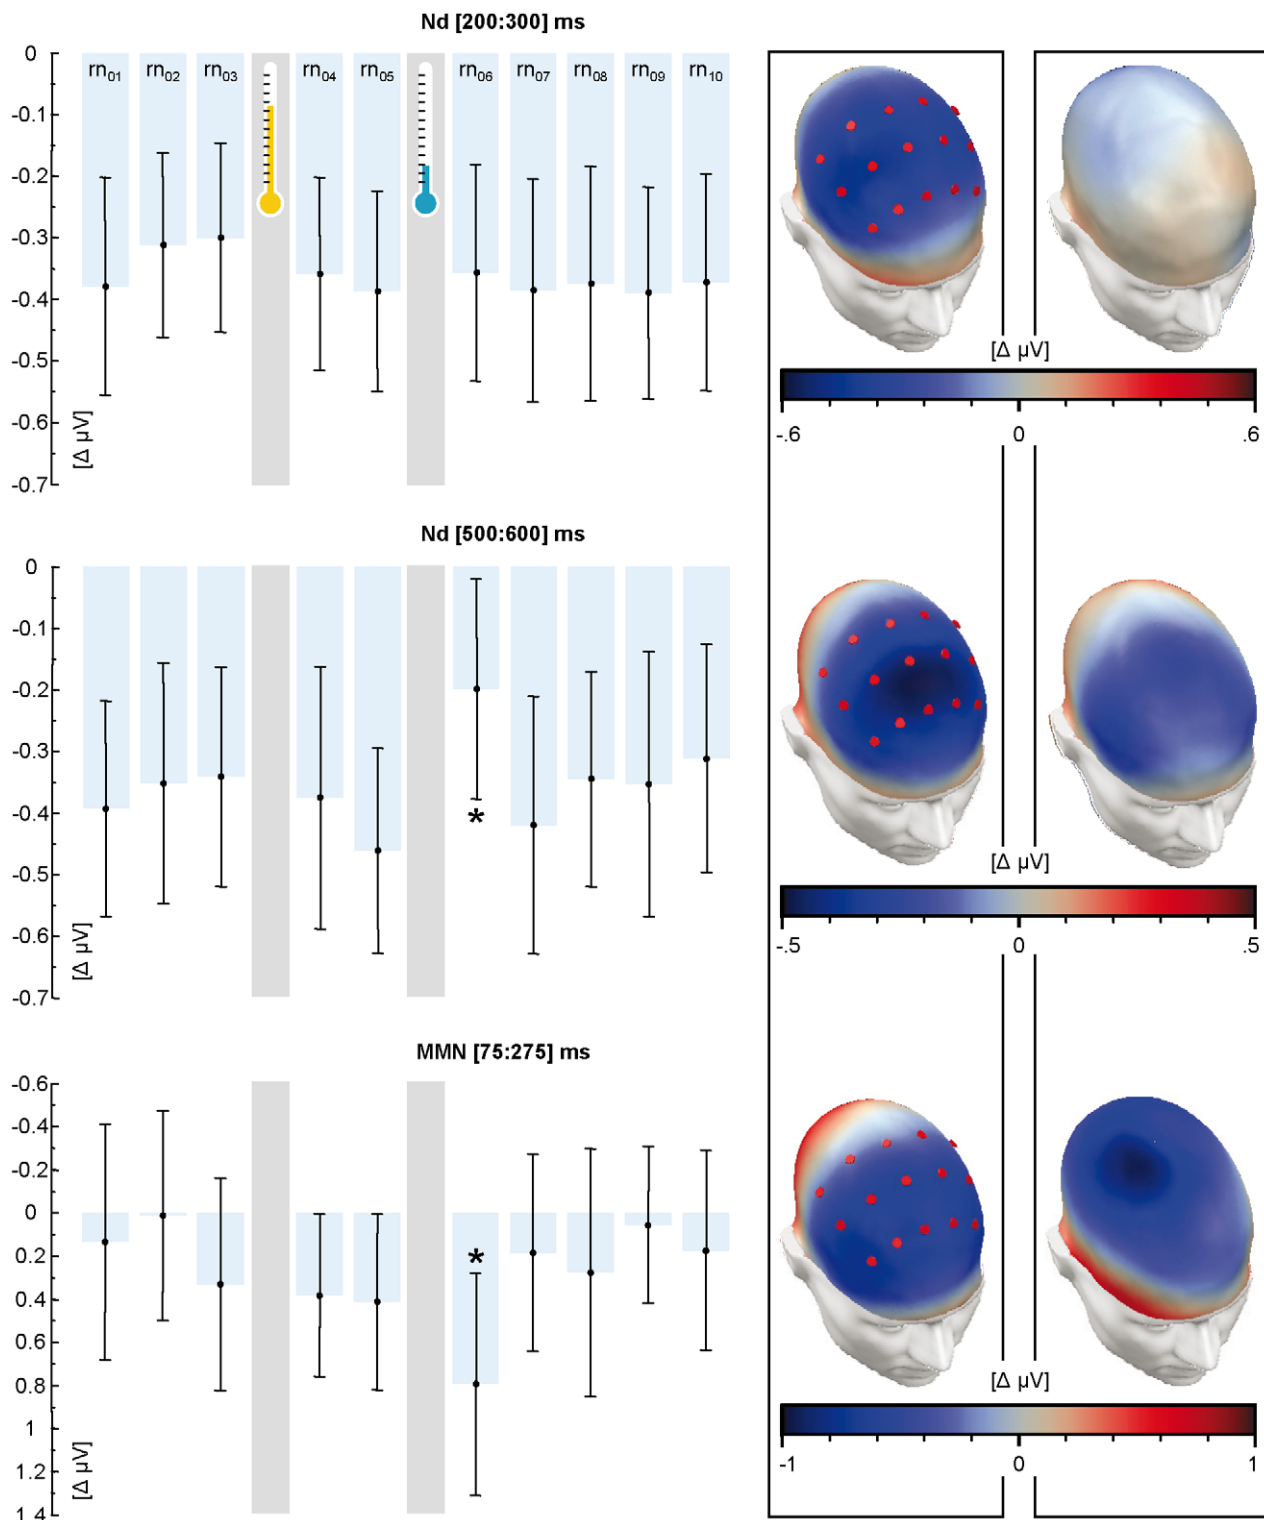 Nd [200:300] ms
0
-0.1
-0.2
-0.3
-0.4
-0.5
-0.6
-0.7
[Δ µV]
rn01 rn02 rn03 rn04 rn05 rn06 rn07 rn08 rn09 rn10
[Δ µV]
-.6 0 .6
Nd [500:600] ms
0
-0.1
-0.2
-0.3
-0.4
-0.5
-0.6
-0.7
[Δ µV]
*
[Δ µV]
-.5 0 .5
MMN [75:275] ms
-0.6
-0.4
-0.2
0
0.2
0.4
0.6
0.8
1
1.2
1.4
[Δ µV]
*
[Δ µV]
-1 0 1